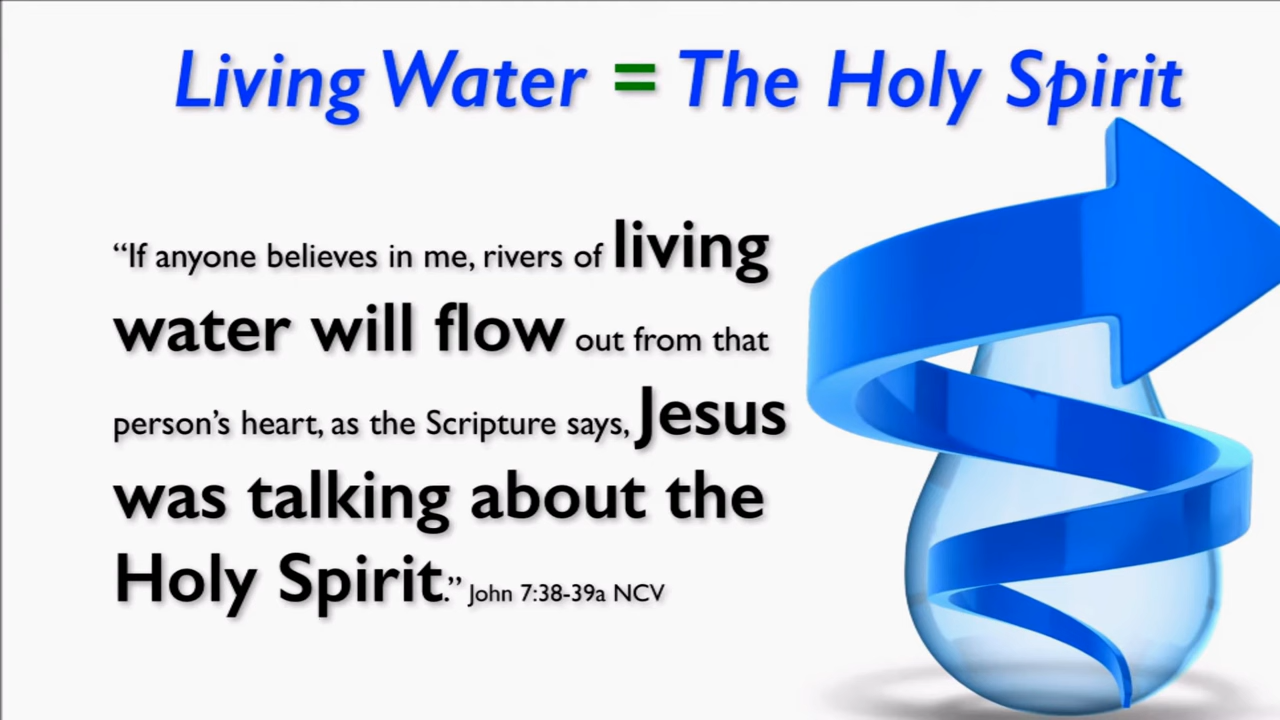 Living Water = The Holy Spirit
“If anyone believes in me, rivers of living
water will flow out from that
person’s heart, as the Scripture says, Jesus
was talking about the
Holy Spirit.” John 7:38-39a NCV